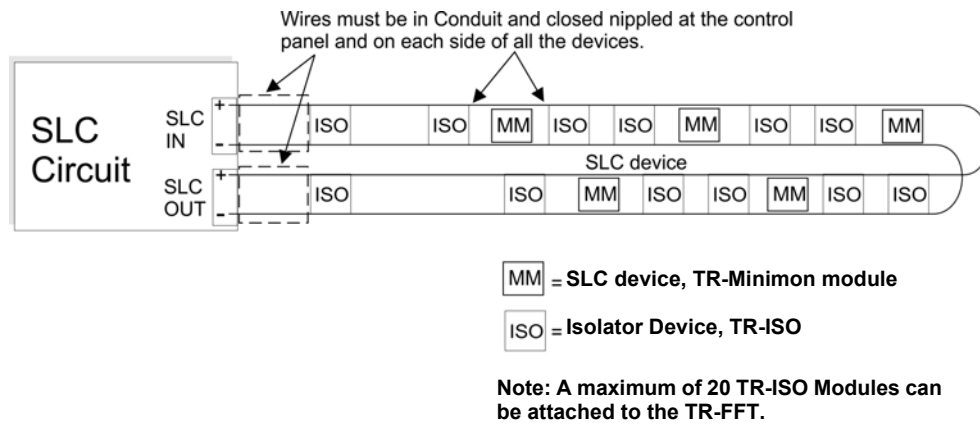 Wires must be in Conduit and closed nippled at the control
panel and on each side of all the devices.
SLC
Circuit
SLC
IN
+
-
ISO
ISO
MM
ISO
ISO
MM
ISO
ISO
MM
SLC device
SLC
OUT
+
-
ISO
ISO
MM
ISO
ISO
MM
ISO
ISO
MM = SLC device, TR-Minimon module
ISO = Isolator Device, TR-ISO
Note: A maximum of 20 TR-ISO Modules can
be attached to the TR-FFT.